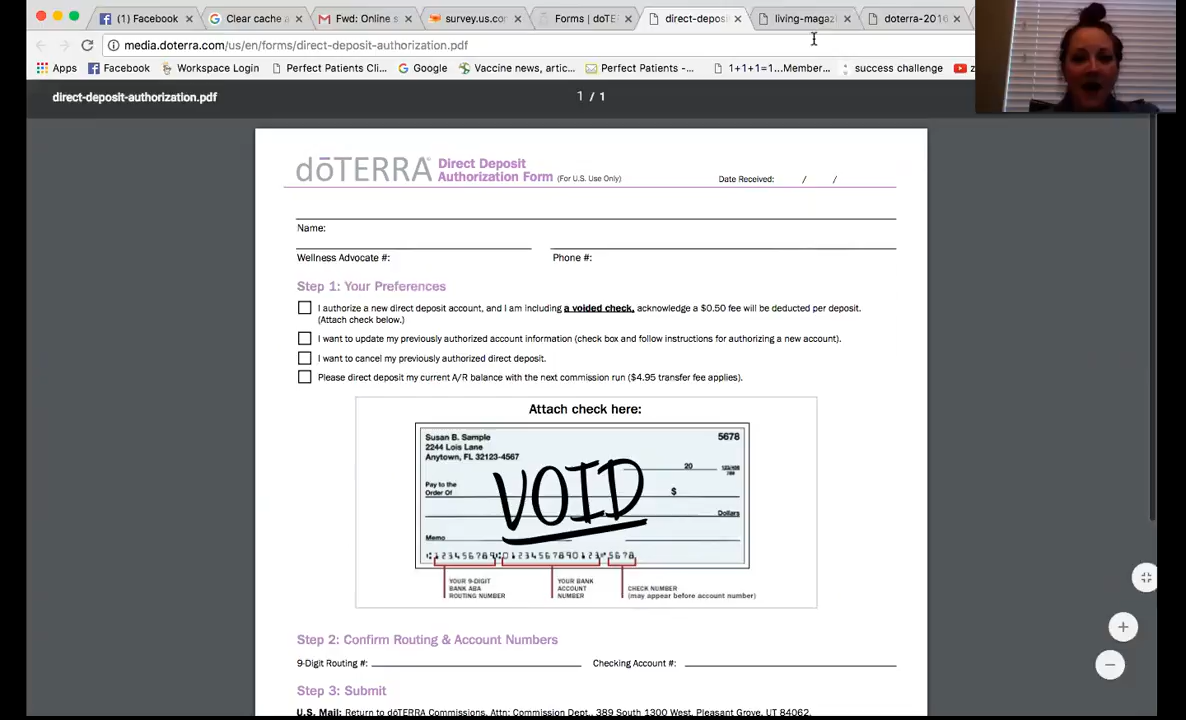 (1) Facebook
Clear cache a
Fwd: Online s
survey.us.con
Forms | doTE
direct-deposi
living-magazi
doterra-2016
media.doterra.com/us/en/forms/direct-deposit-authorization.pdf
Apps
Facebook
Workspace Login
Perfect Patients Cli...
Google
Vaccine news, artic...
Perfect Patients -...
1+1+1=1...Member...
success challenge
direct-deposit-authorization.pdf
1 / 1
dōTERRA®
Direct Deposit
Authorization Form (For U.S. Use Only)
Date Received: / /
Name:
Wellness Advocate #:
Phone #:
Step 1: Your Preferences
I authorize a new direct deposit account, and I am including a voided check, acknowledge a $0.50 fee will be deducted per deposit.
(Attach check below.)
I want to update my previously authorized account information (check box and follow instructions for authorizing a new account).
I want to cancel my previously authorized direct deposit.
Please direct deposit my current A/R balance with the next commission run ($4.95 transfer fee applies).
Attach check here:
Susan B. Sample
5678
2244 Lois Lane
Anytown, FL 32123-4567
20
Pay to the
Order Of
$
VOID
Dollars
Memo
123456789 01234567890123 5678
YOUR 9-DIGIT
BANK ABA
ROUTING NUMBER
YOUR BANK
ACCOUNT
NUMBER
CHECK NUMBER
(may appear before account number)
Step 2: Confirm Routing & Account Numbers
9-Digit Routing #:
Checking Account #:
Step 3: Submit
U.S. Mail: Return to dōTERRA Commissions, Attn: Commission Dept., 389 South 1300 West, Pleasant Grove, UT 84062.